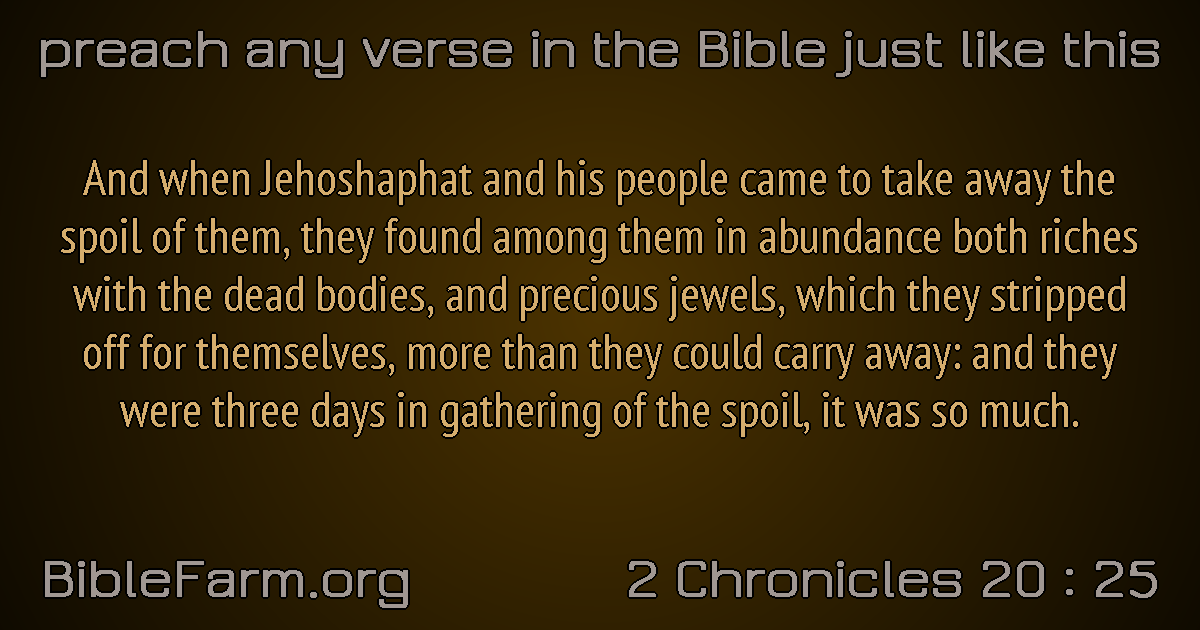 preach any verse in the Bible just like this
And when Jehoshaphat and his people came to take away the
spoil of them, they found among them in abundance both riches
with the dead bodies, and precious jewels, which they stripped
off for themselves, more than they could carry away: and they
were three days in gathering of the spoil, it was so much.
BibleFarm.org
2 Chronicles 20 : 25